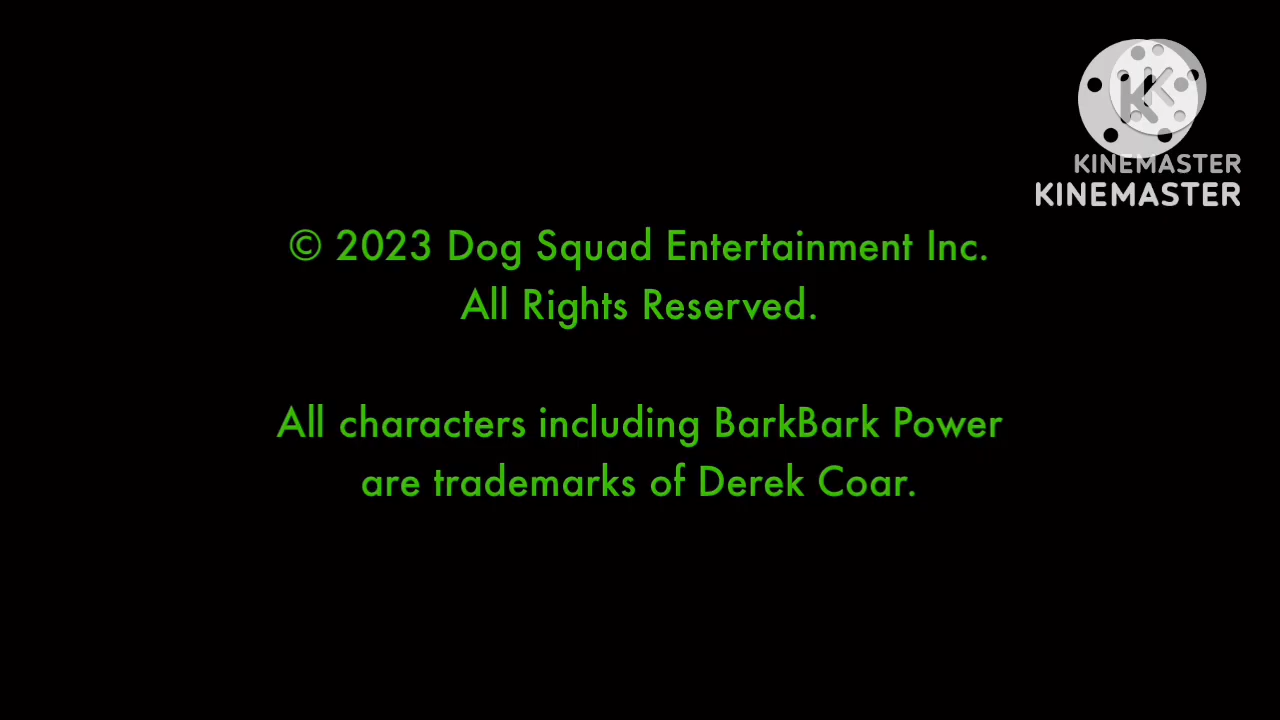 KINEMASTER
KINEMASTER
© 2023 Dog Squad Entertainment Inc.
All Rights Reserved.
All characters including BarkBark Power
are trademarks of Derek Coar.